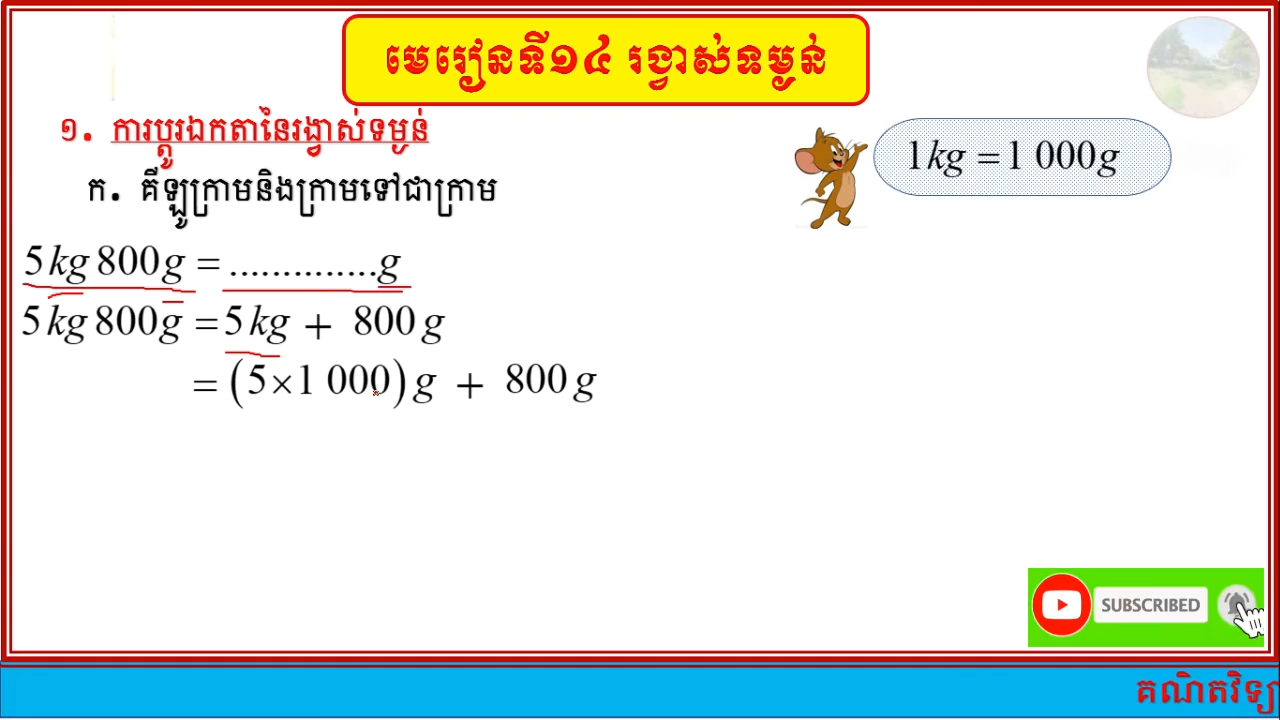 មេរៀនទី១៤ រង្វាស់ទម្ងន់
១. ការប្តូរឯកតានៃរង្វាស់ទម្ងន់
1kg = 1 000g
ក. គីឡូក្រាមនិងក្រាមទៅជាក្រាម
5kg 800g = ..............g
5kg 800g = 5kg + 800g
= (5×1 000)g + 800g
SUBSCRIBED
គណិតវិទ្យា